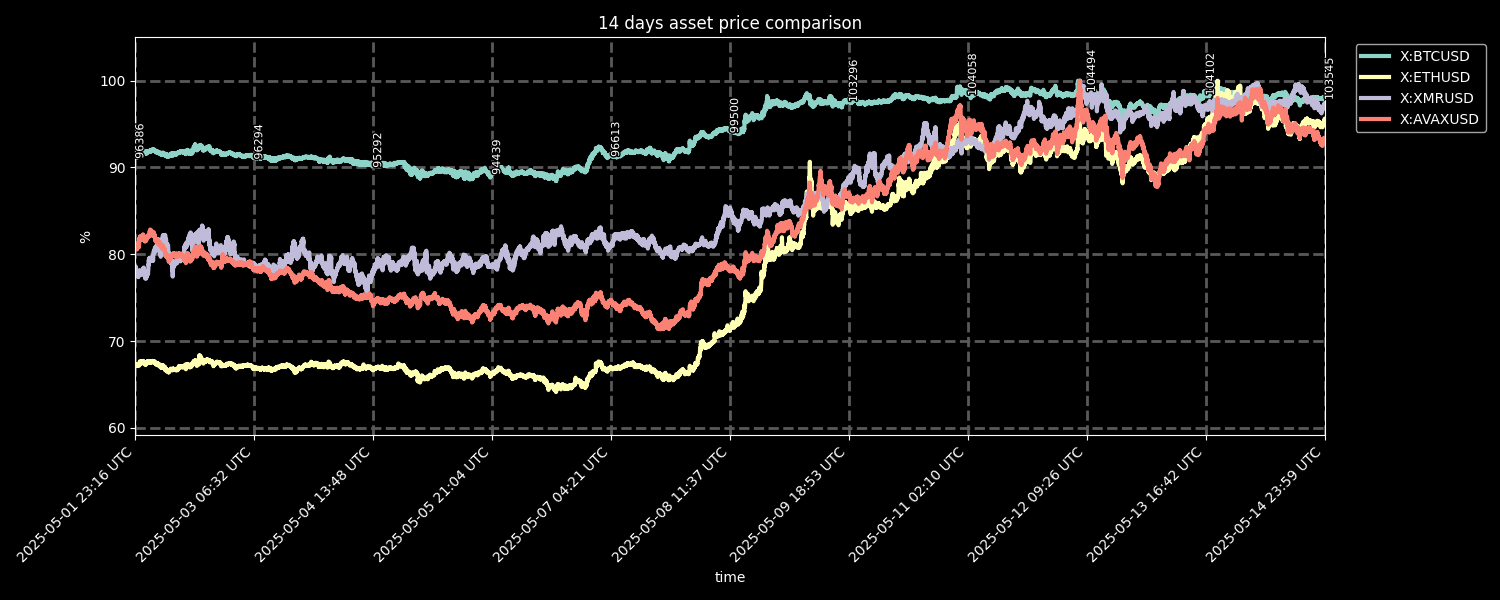 14 days asset price comparison
X:BTCUSD
X:ETHUSD
X:XMRUSD
X:AVAXUSD
100
90
80
70
60
%
96386
96294
95292
94439
96613
99500
103296
104058
104494
104102
103545
2025-05-01 23:16 UTC
2025-05-03 06:32 UTC
2025-05-04 13:48 UTC
2025-05-05 21:04 UTC
2025-05-07 04:21 UTC
2025-05-08 11:37 UTC
2025-05-09 18:53 UTC
2025-05-11 02:10 UTC
2025-05-12 09:26 UTC
2025-05-13 16:42 UTC
2025-05-14 23:59 UTC
time